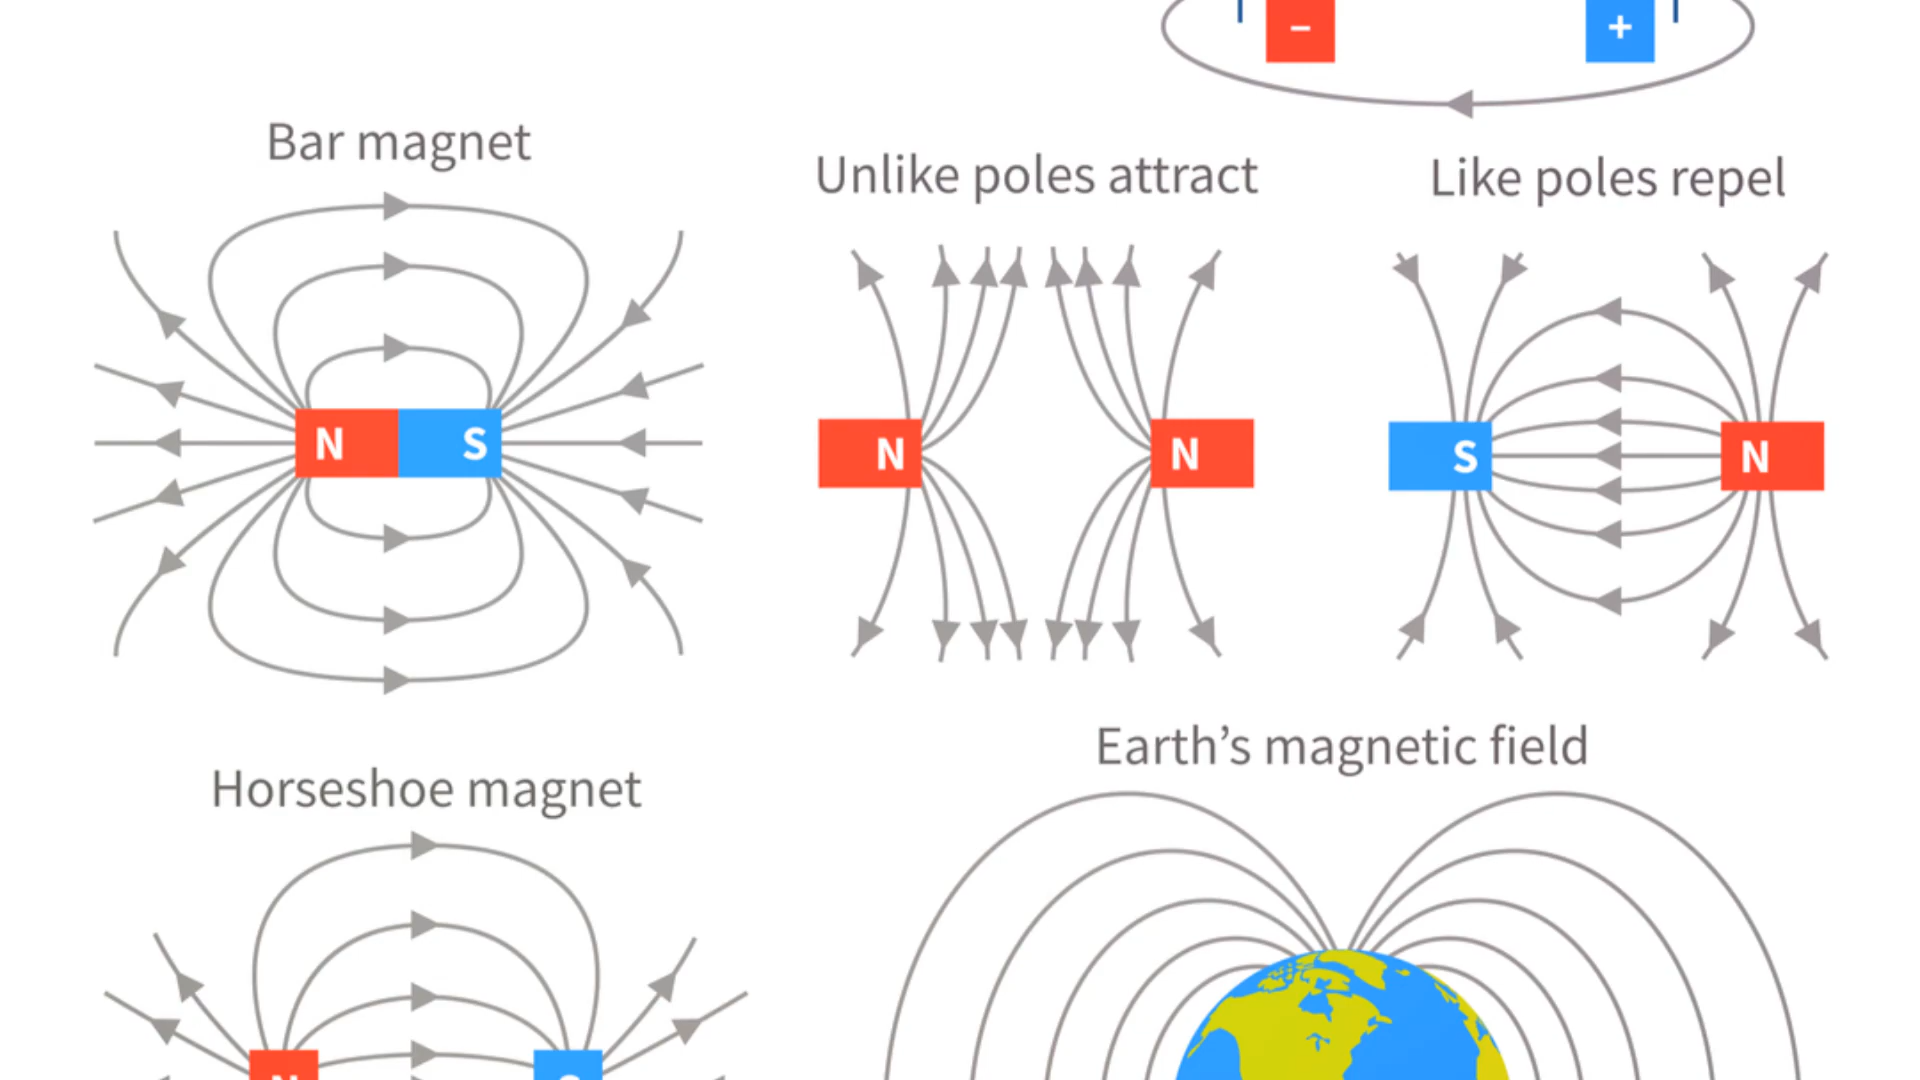 – +
Bar magnet
Unlike poles attract
Like poles repel
N S
N N
S N
Earth’s magnetic field
Horseshoe magnet